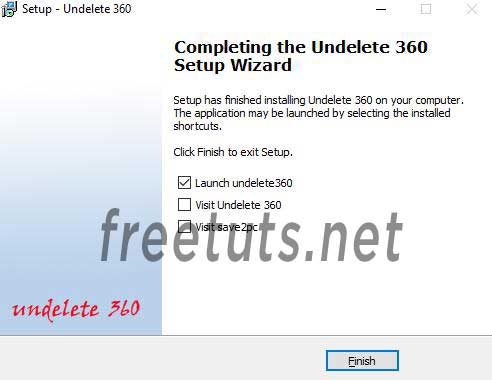 Setup - Undelete 360
Completing the Undelete 360
Setup Wizard
Setup has finished installing Undelete 360 on your computer.
The application may be launched by selecting the installed
shortcuts.
Click Finish to exit Setup.
Launch undelete360
Visit Undelete 360
Visit save2pc
freetuts.net
undelete 360
Finish